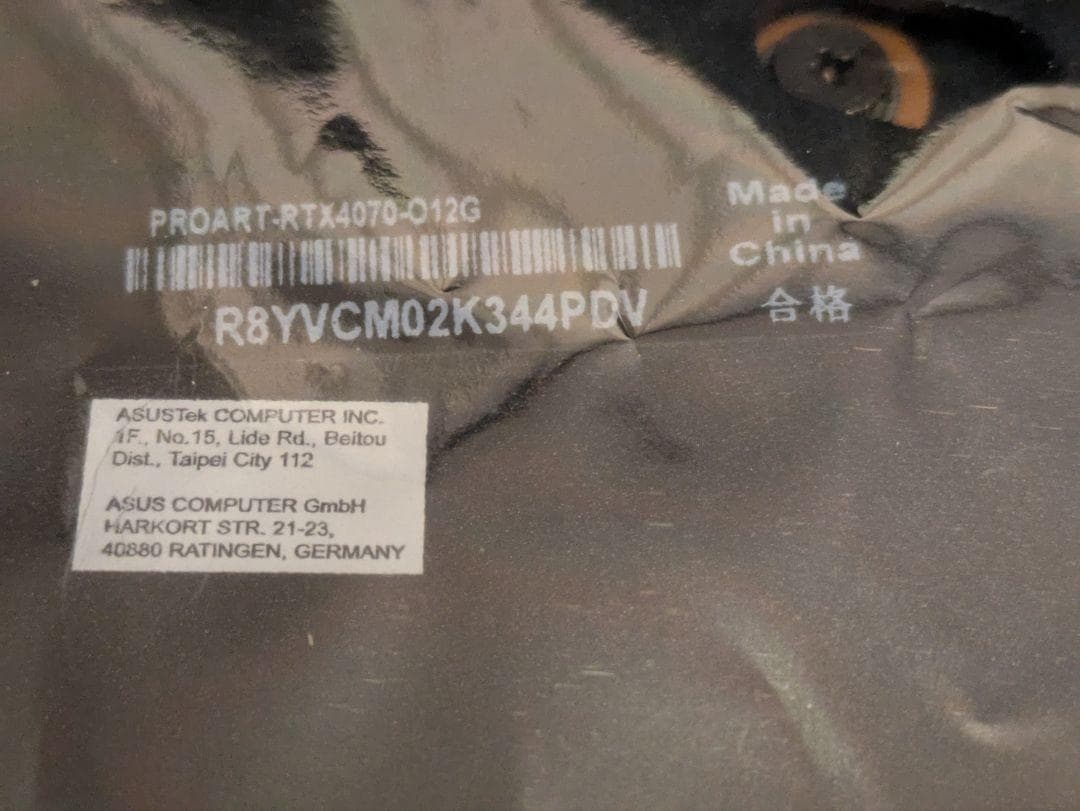 PROART-RTX4070-O12G
R8YVCM02K344PDV
Made
in
China
合格
ASUSTek COMPUTER INC.
1F., No.15, Lide Rd., Beitou
Dist., Taipei City 112
ASUS COMPUTER GmbH
HARKORT STR. 21-23,
40880 RATINGEN, GERMANY